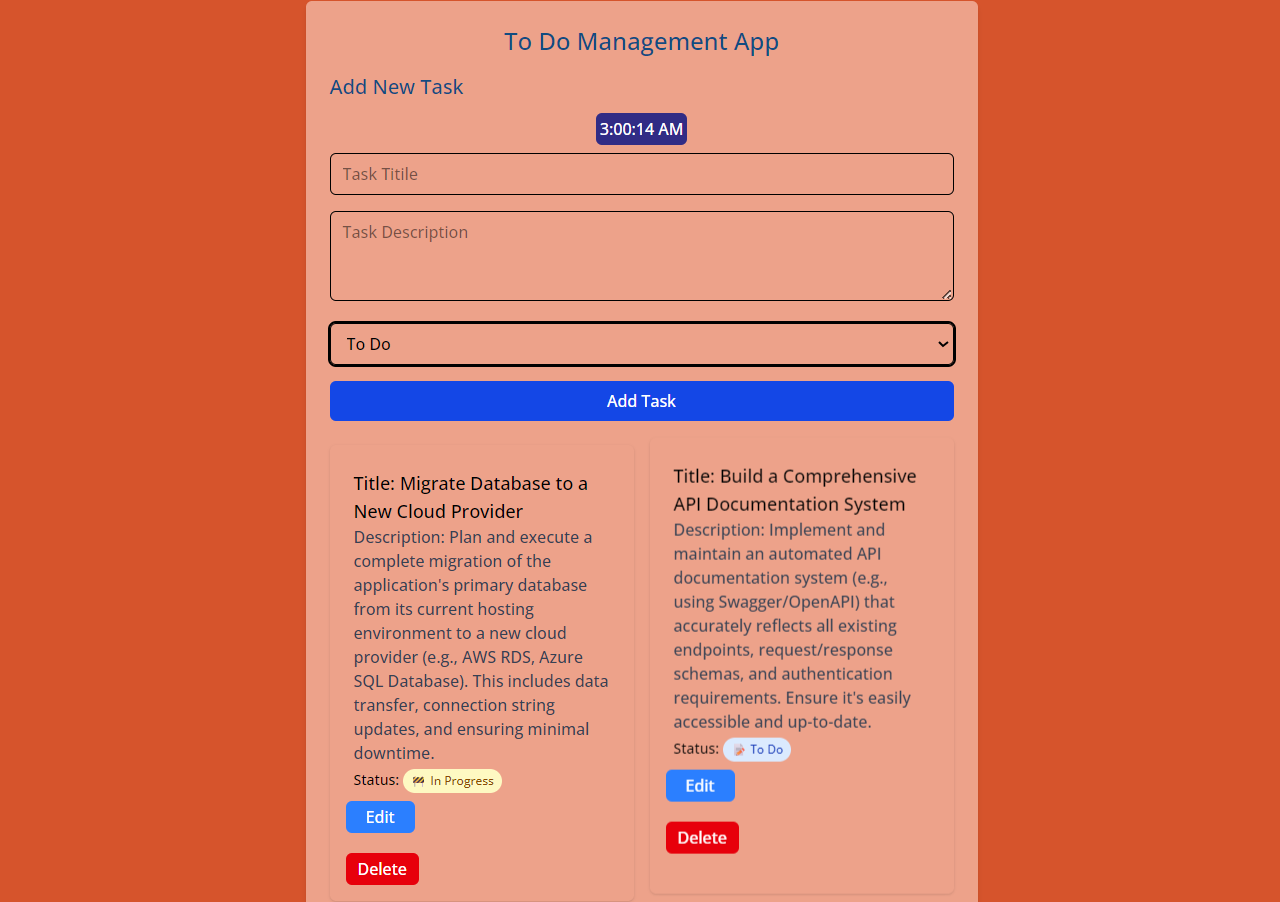 To Do Management App
Add New Task
3:00:14 AM
Task Titile
Task Description
To Do
Add Task
Title: Migrate Database to a
New Cloud Provider
Description: Plan and execute a
complete migration of the
application's primary database
from its current hosting
environment to a new cloud
provider (e.g., AWS RDS, Azure
SQL Database). This includes data
transfer, connection string
updates, and ensuring minimal
downtime.
Status: 🚧 In Progress
Edit
Delete
Title: Build a Comprehensive
API Documentation System
Description: Implement and
maintain an automated API
documentation system (e.g.,
using Swagger/OpenAPI) that
accurately reflects all existing
endpoints, request/response
schemas, and authentication
requirements. Ensure it's easily
accessible and up-to-date.
Status: 📝 To Do
Edit
Delete